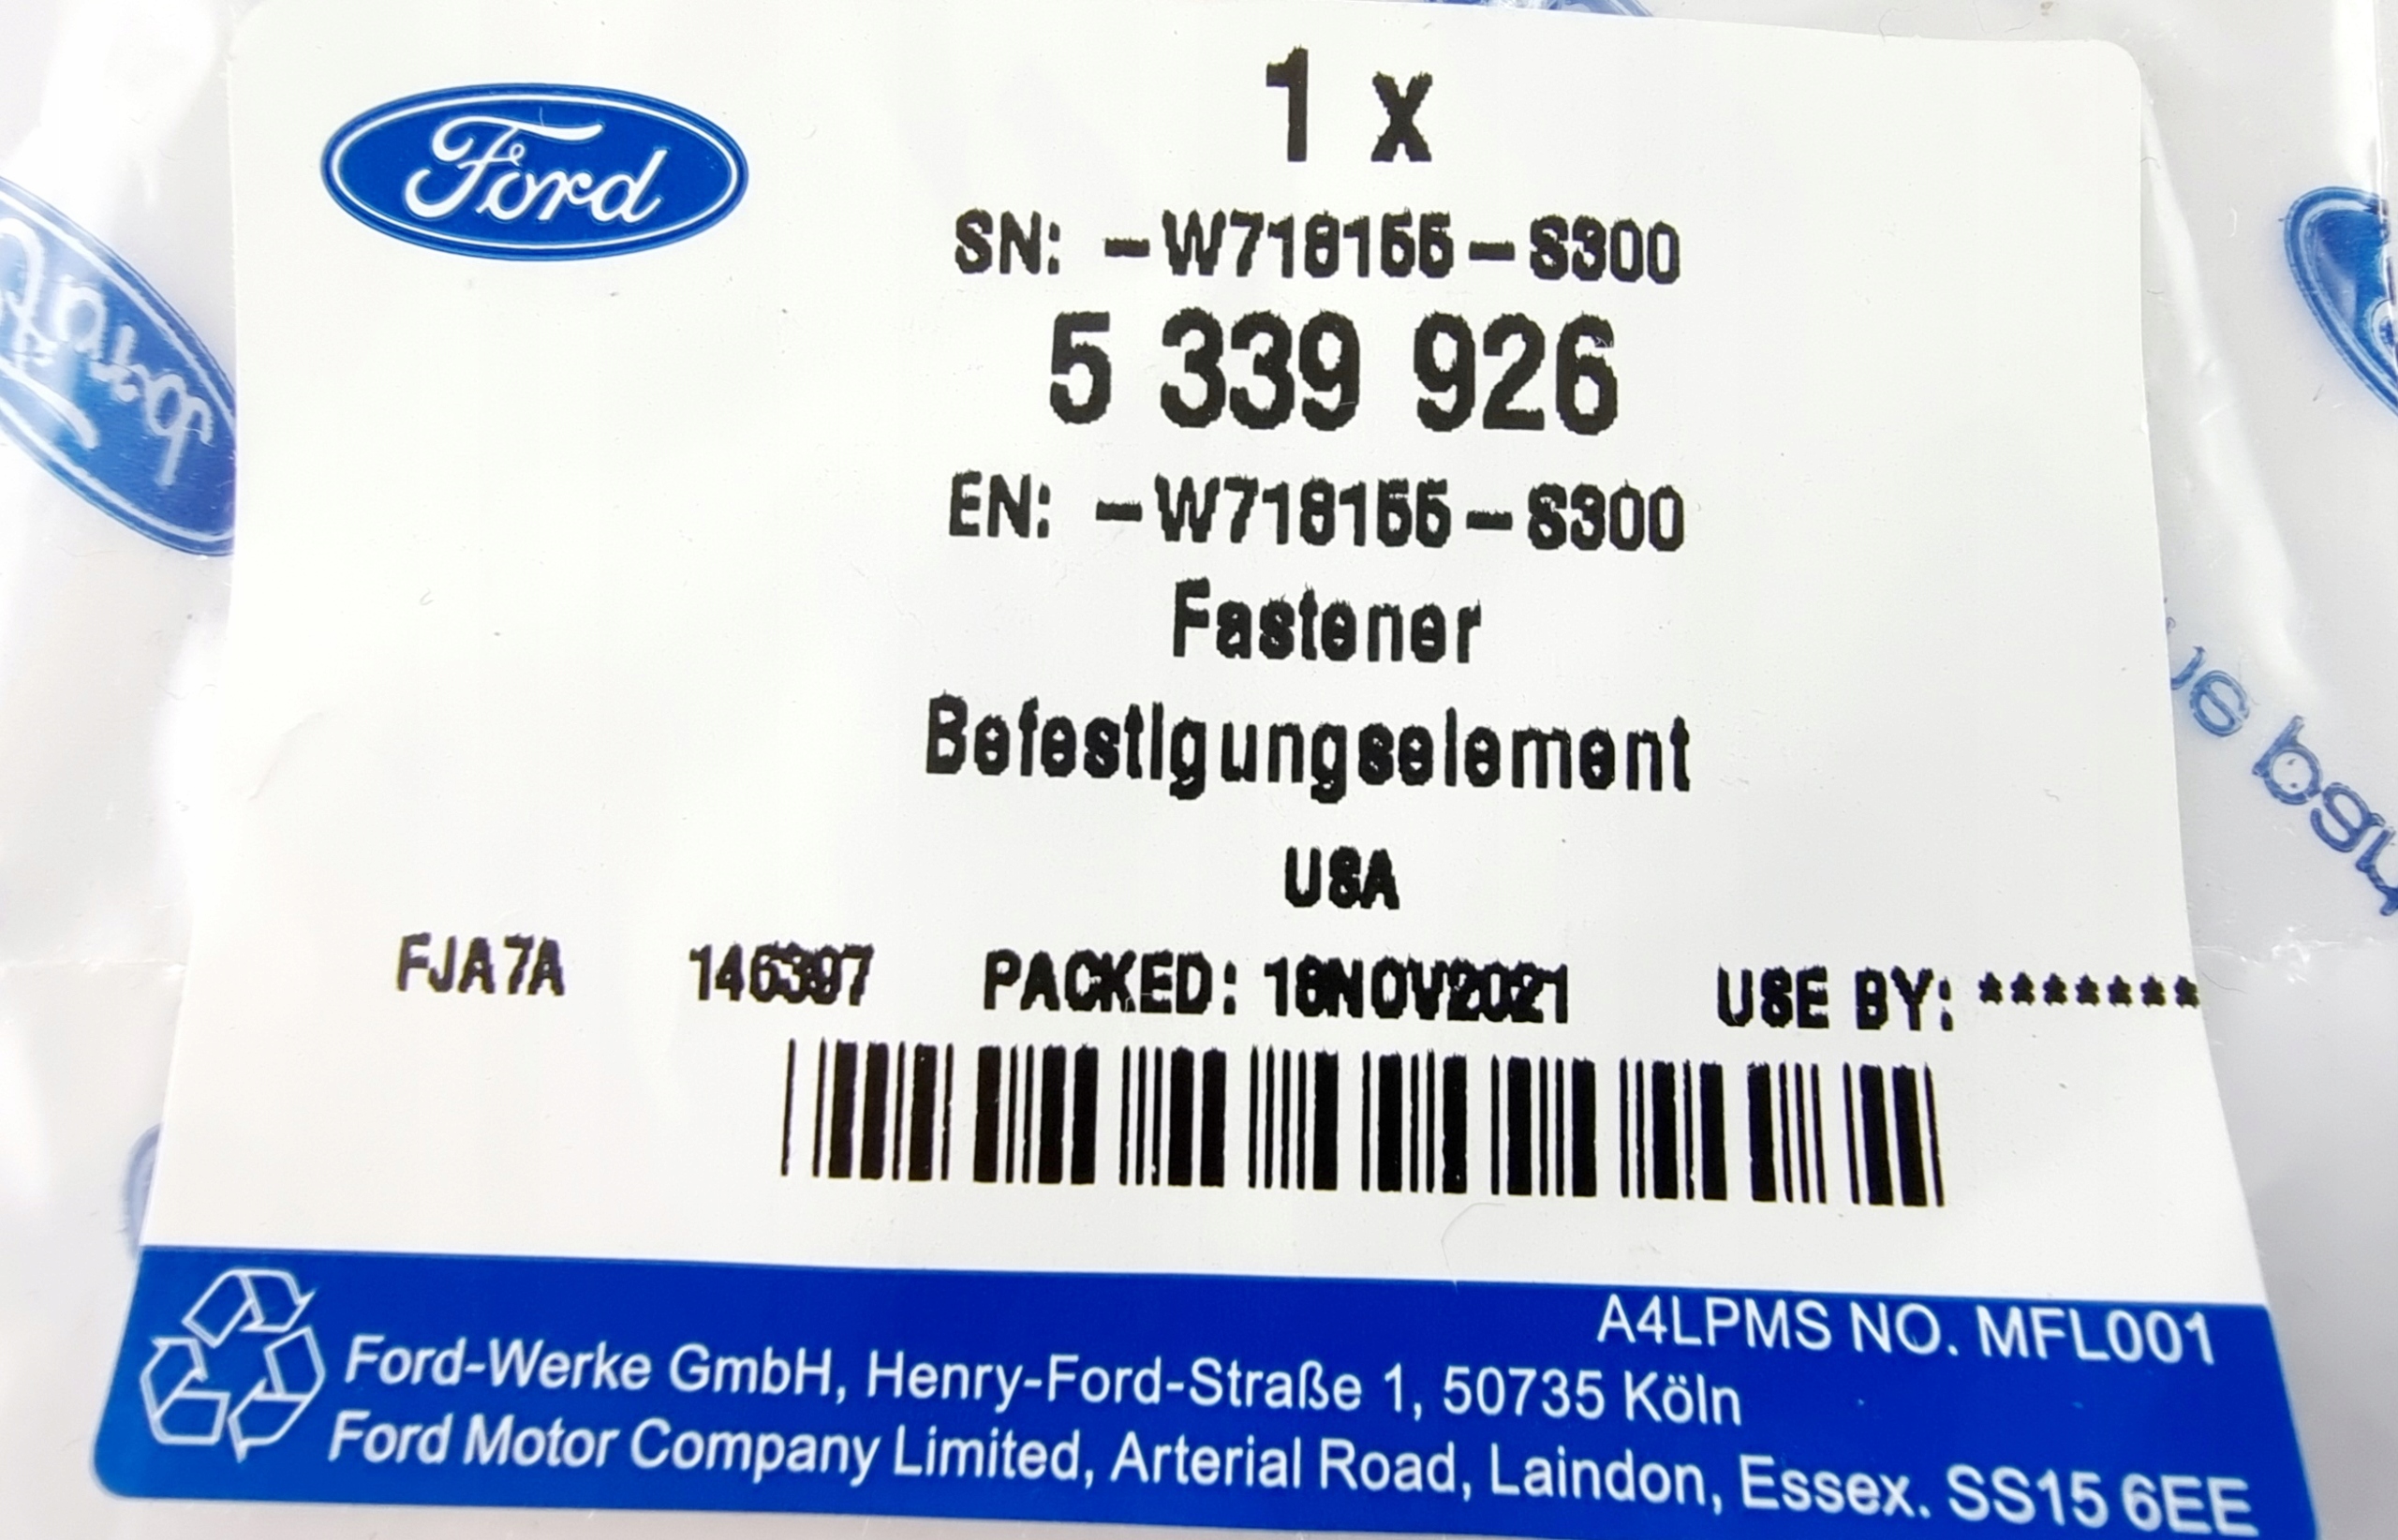 Ford
1 x
SN: -W718155-S300
5 339 926
EN: -W718155-S300
Fastener
Befestigungselement
USA
FJA7A 146397 PACKED: 18NOV2021 USE BY: *******
A4LPMS NO. MFL001
Ford-Werke GmbH, Henry-Ford-Straße 1, 50735 Köln
Ford Motor Company Limited, Arterial Road, Laindon, Essex. SS15 6EE
Ford